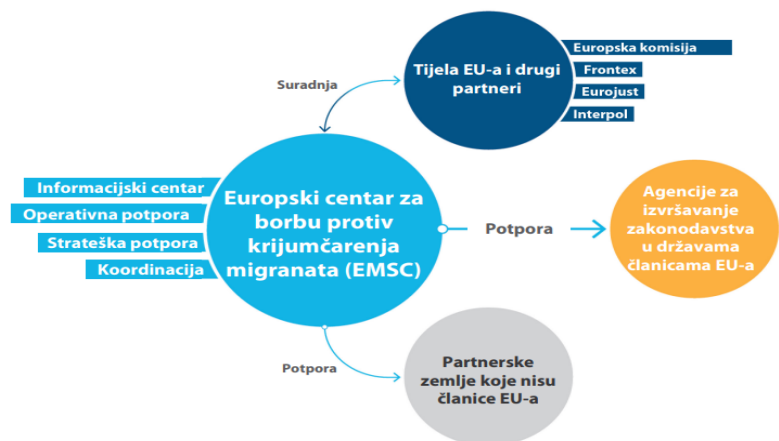 Europska komisija
Tijela EU-a i drugi
partneri
Frontex
Eurojust
Interpol
Suradnja
Informacijski centar
Operativna potpora
Strateška potpora
Koordinacija
Europski centar za
borbu protiv
krijumčarenja
migranata (EMSC)
Potpora
Agencije za
izvršavanje
zakonodavstva
u državama
članicama EU-a
Potpora
Partnerske
zemlje koje nisu
članice EU-a